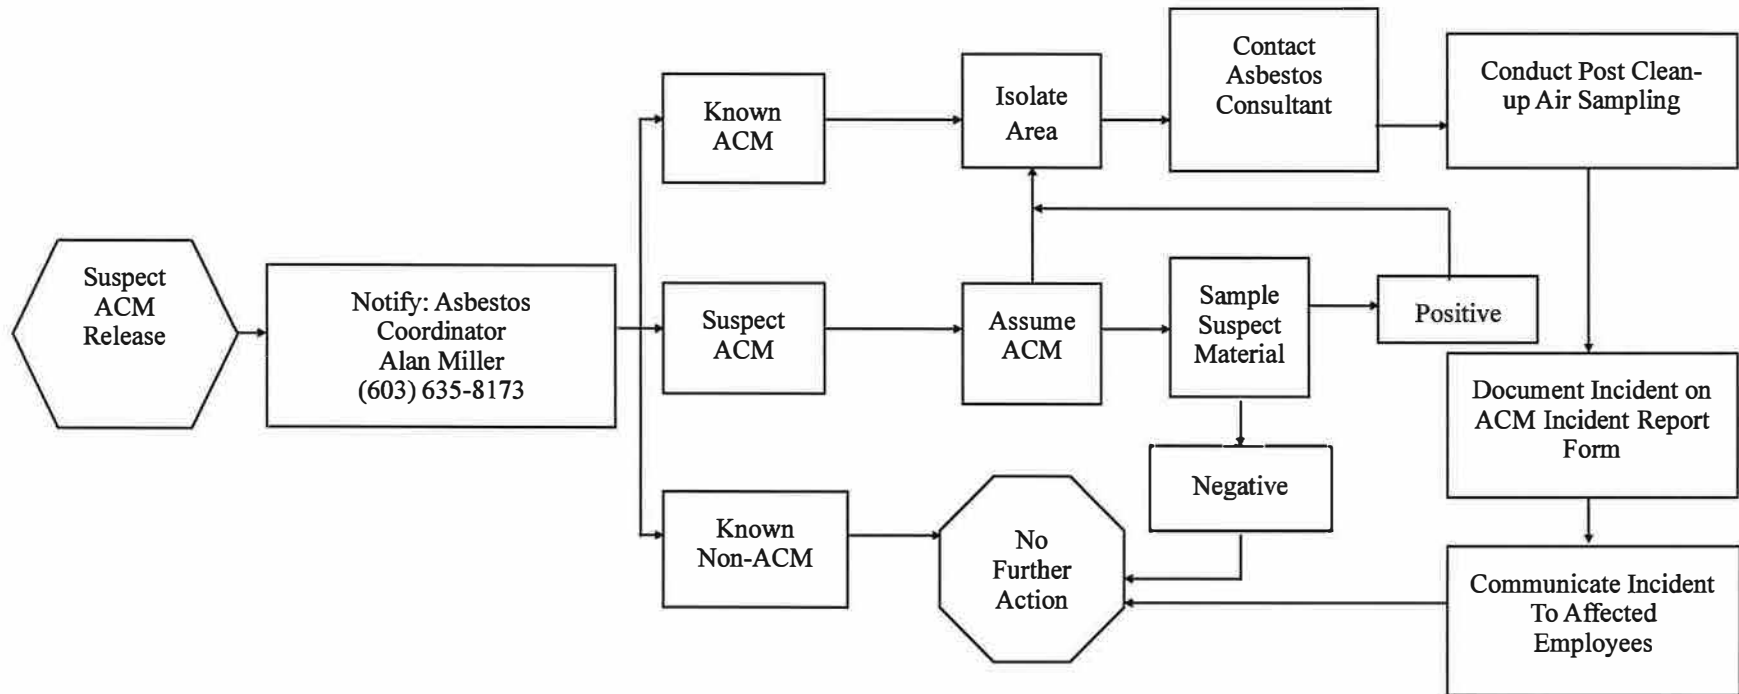 Suspect
ACM
Release
Notify: Asbestos
Coordinator
Alan Miller
(603) 635-8173
Known
ACM
Isolate
Area
Contact
Asbestos
Consultant
Conduct Post Clean-
up Air Sampling
Suspect
ACM
Assume
ACM
Sample
Suspect
Material
Positive
Negative
Document Incident on
ACM Incident Report
Form
Known
Non-ACM
No
Further
Action
Communicate Incident
To Affected
Employees